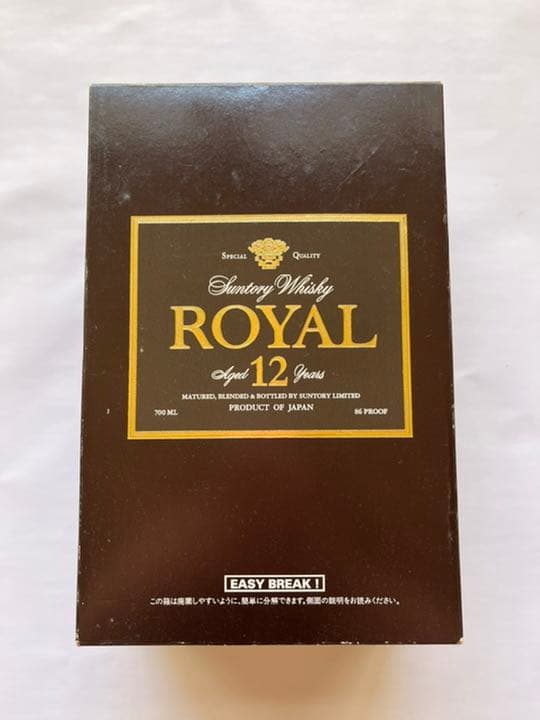 SPECIAL QUALITY
Suntory Whisky
ROYAL
Aged 12 Years
MATURED, BLENDED & BOTTLED BY SUNTORY LIMITED
700 ML PRODUCT OF JAPAN 86 PROOF
EASY BREAK !
この箱は廃棄しやすいように、簡単に分解できます。側面の説明をお読みください。